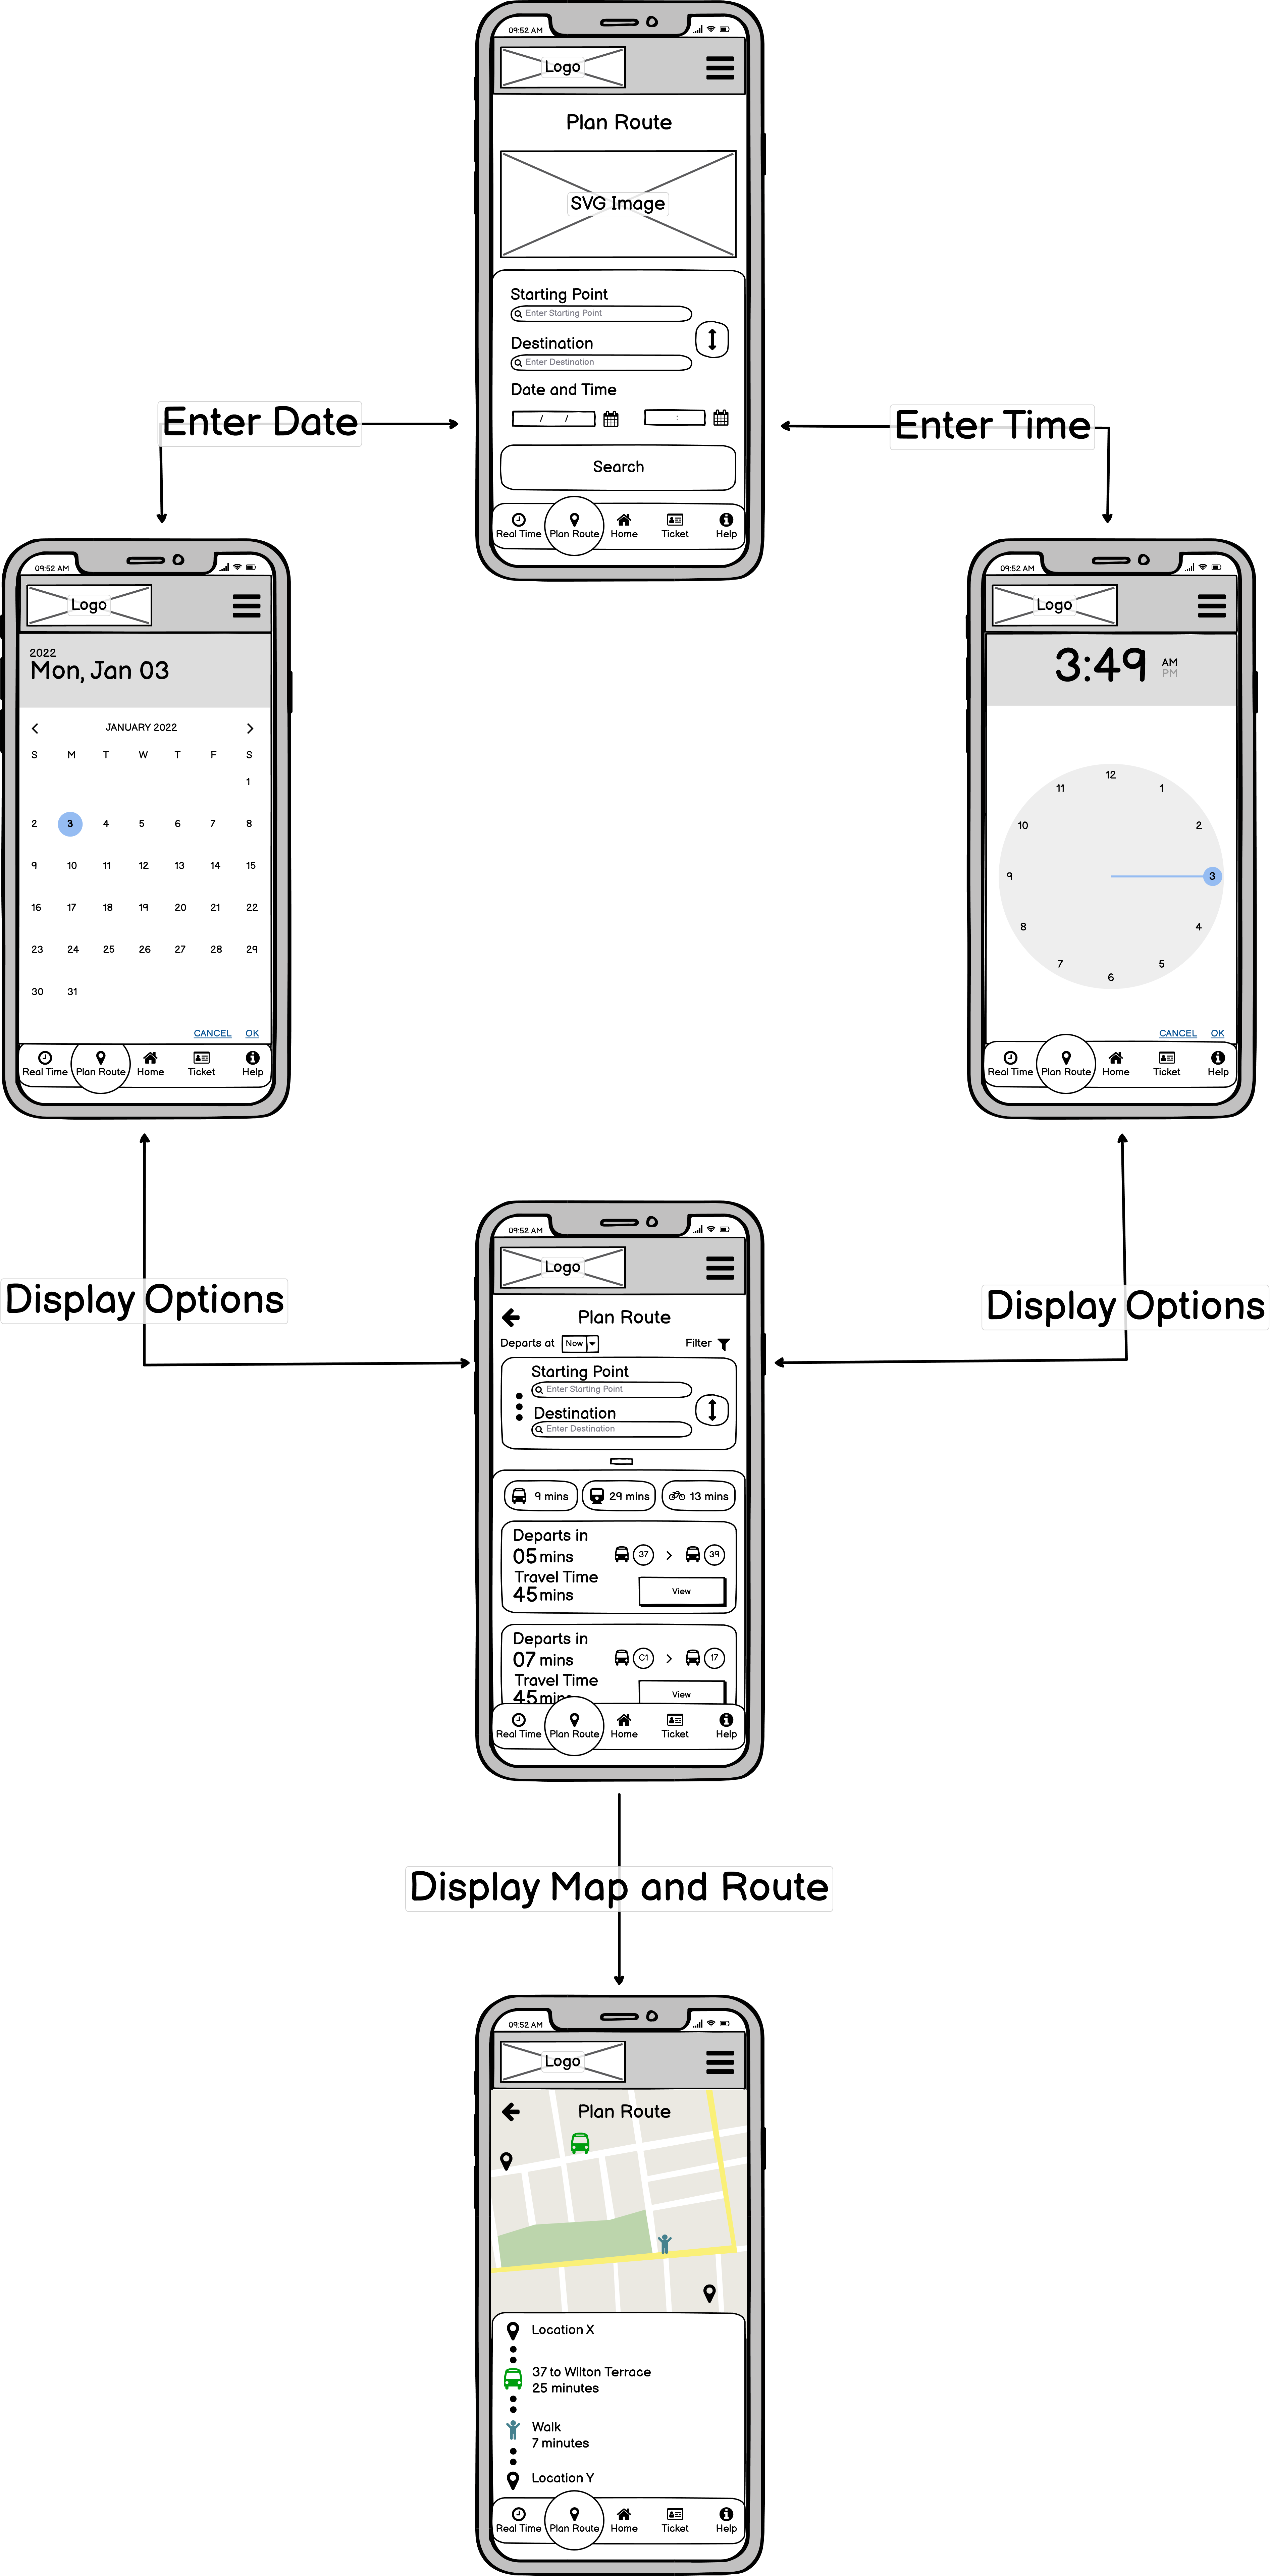 09:52 AM
Logo
Plan Route
SVG Image
Starting Point
Enter Starting Point
Destination
Enter Destination
Date and Time
/ /
:
Search
Real Time Plan Route Home Ticket Help
Enter Date
Enter Time
09:52 AM
Logo
2022
Mon, Jan 03
JANUARY 2022
S M T W T F S
1
2 3 4 5 6 7 8
9 10 11 12 13 14 15
16 17 18 19 20 21 22
23 24 25 26 27 28 29
30 31
CANCEL OK
Real Time Plan Route Home Ticket Help
09:52 AM
Logo
3:49 AM
PM
12
11 1
10 2
9 3
8 4
7 5
6
CANCEL OK
Real Time Plan Route Home Ticket Help
Display Options
Display Options
09:52 AM
Logo
Plan Route
Departs at Now Filter
Starting Point
Enter Starting Point
Destination
Enter Destination
9 mins 29 mins 13 mins
Departs in
05 mins 37 > 39
Travel Time
45 mins View
Departs in
07 mins C1 > 17
Travel Time
45 mins View
Real Time Plan Route Home Ticket Help
Display Map and Route
09:52 AM
Logo
Plan Route
Location X
37 to Wilton Terrace
25 minutes
Walk
7 minutes
Location Y
Real Time Plan Route Home Ticket Help